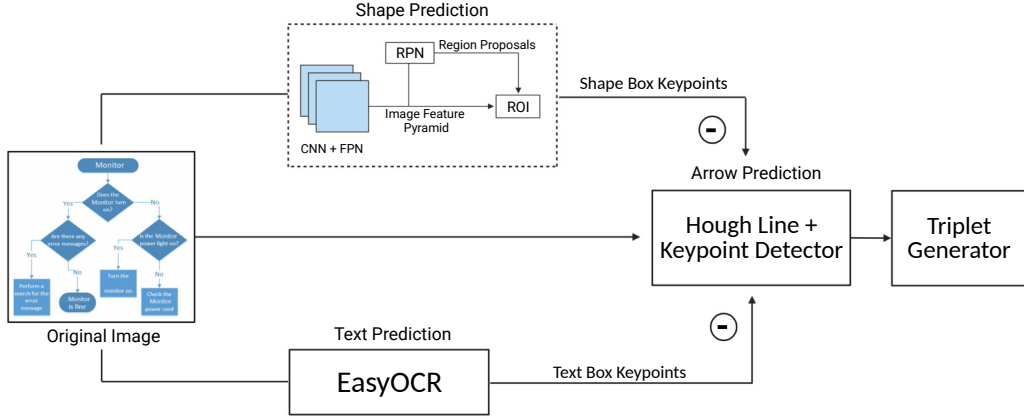 Shape Prediction
RPN
Region Proposals
ROI
Image Feature
Pyramid
CNN + FPN
Shape Box Keypoints
-
Arrow Prediction
Hough Line +
Keypoint Detector
Triplet
Generator
Monitor
Does the
Monitor turn
on?
Yes
No
Are there any
error messages?
Is the Monitor
power light on?
Yes
No
Yes
No
Perform a
search for the
error
message
Monitor
is fine
Turn the
monitor on
Check the
Monitor
power cord
Original Image
Text Prediction
EasyOCR
-
Text Box Keypoints